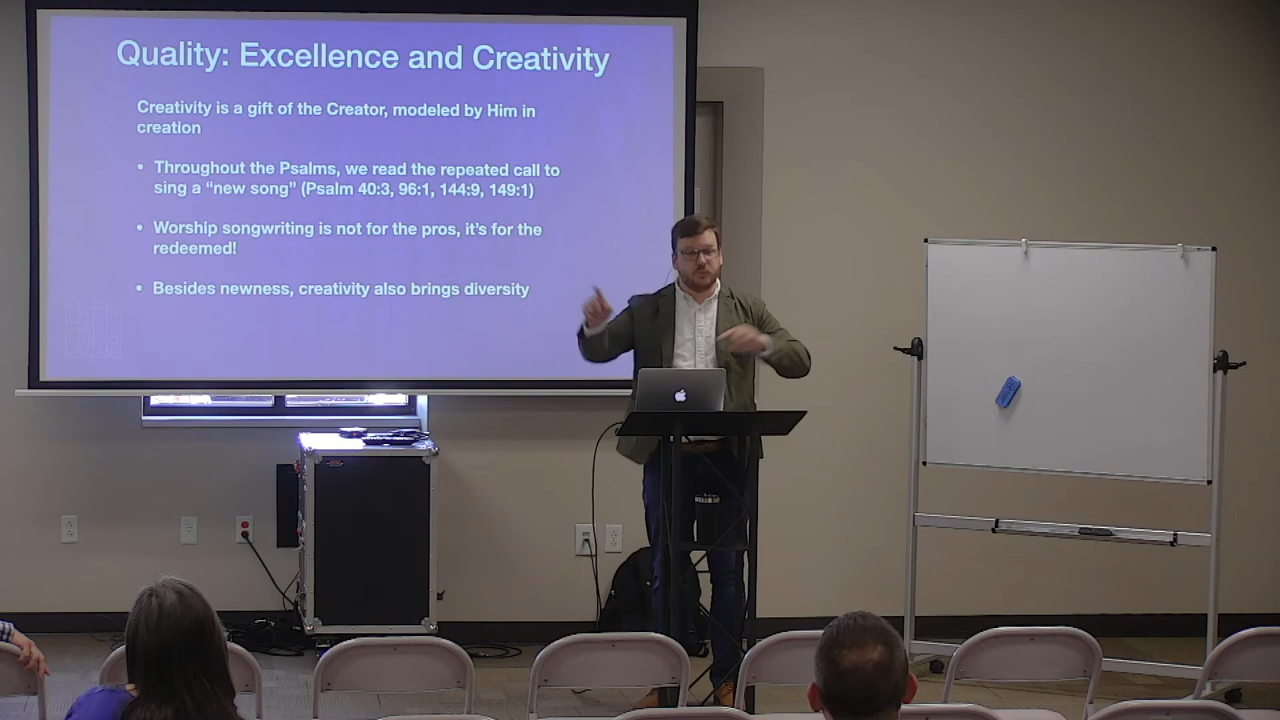 Quality: Excellence and Creativity
Creativity is a gift of the Creator, modeled by Him in
creation
• Throughout the Psalms, we read the repeated call to
sing a “new song” (Psalm 40:3, 96:1, 144:9, 149:1)
• Worship songwriting is not for the pros, it’s for the
redeemed!
• Besides newness, creativity also brings diversity